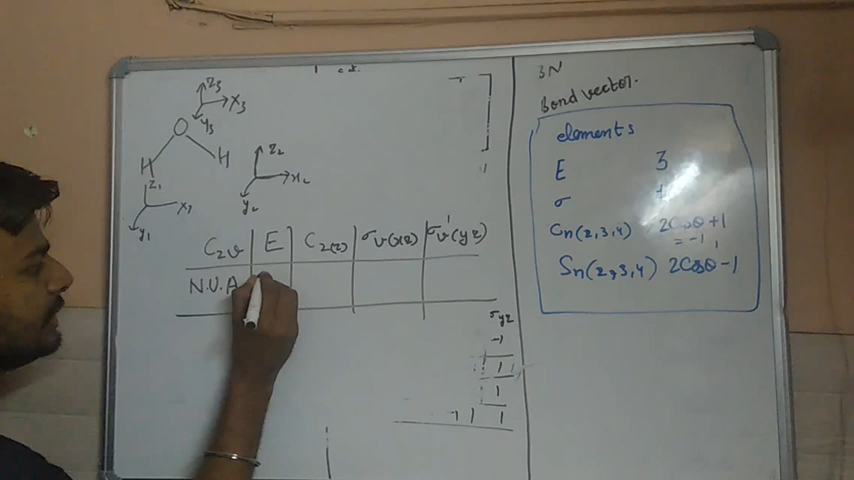 Z3
X3
Y3
O
H
H
Z2
X2
Y2
Z1
X1
Y1
C2v E C2(z) σv(xz) σv'(yz)
N.U.A
σyz
-1
1
1
-1 1 1
3N
Bond vector.
elements
E 3
σ
Cn(2,3,4) 2Cosθ+1
= -1,
Sn(2,3,4) 2Cosθ-1